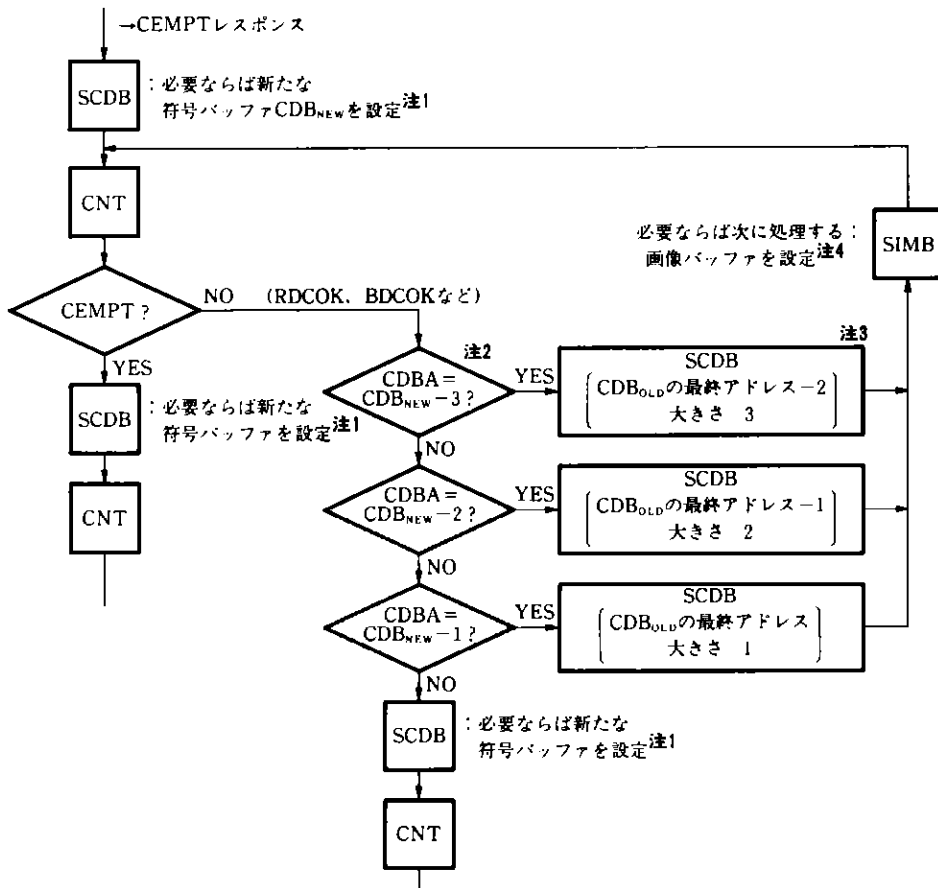 →CEMPTレスポンス
SCDB
：必要ならば新たな
符号バッファCDBNEWを設定注1
CNT
必要ならば次に処理する：
画像バッファを設定注4
SIMB
CEMPT？
NO （RDCOK、BDCOKなど）
YES
SCDB
：必要ならば新たな
符号バッファを設定注1
CNT
注2
CDBA＝
CDBNEW−3？
YES
注3
SCDB
CDBOLDの最終アドレス−2
大きさ 3
NO
CDBA＝
CDBNEW−2？
YES
SCDB
CDBOLDの最終アドレス−1
大きさ 2
NO
CDBA＝
CDBNEW−1？
YES
SCDB
CDBOLDの最終アドレス
大きさ 1
NO
SCDB
：必要ならば新たな
符号バッファを設定注1
CNT